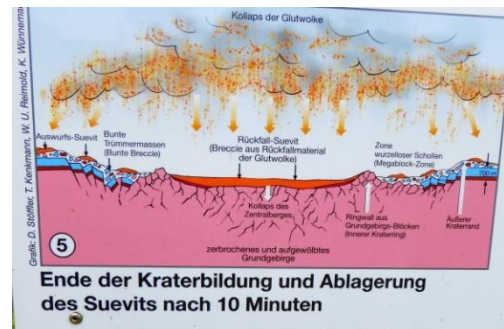 Kollaps der Glutwolke
Auswurfs-Suevit
Bunte
Trümmermassen
(Bunte Breccie)
Rückfall-Suevit
(Breccie aus Rückfallmaterial
der Glutwolke)
Zone
wurzelloser Schollen
(Megablock-Zone)
700 m
Kollaps des
Zentralberges
Ringwall aus
Grundgebirgs-Blöcken
(Innerer Kraterring)
Äußerer
Kraterrand
zerbrochenes und aufgewölbtes
Grundgebirge
5
Grafik: D. Stöffler, T. Kenkmann, W. U. Reimold, K. Wünnemann
Ende der Kraterbildung und Ablagerung
des Suevits nach 10 Minuten